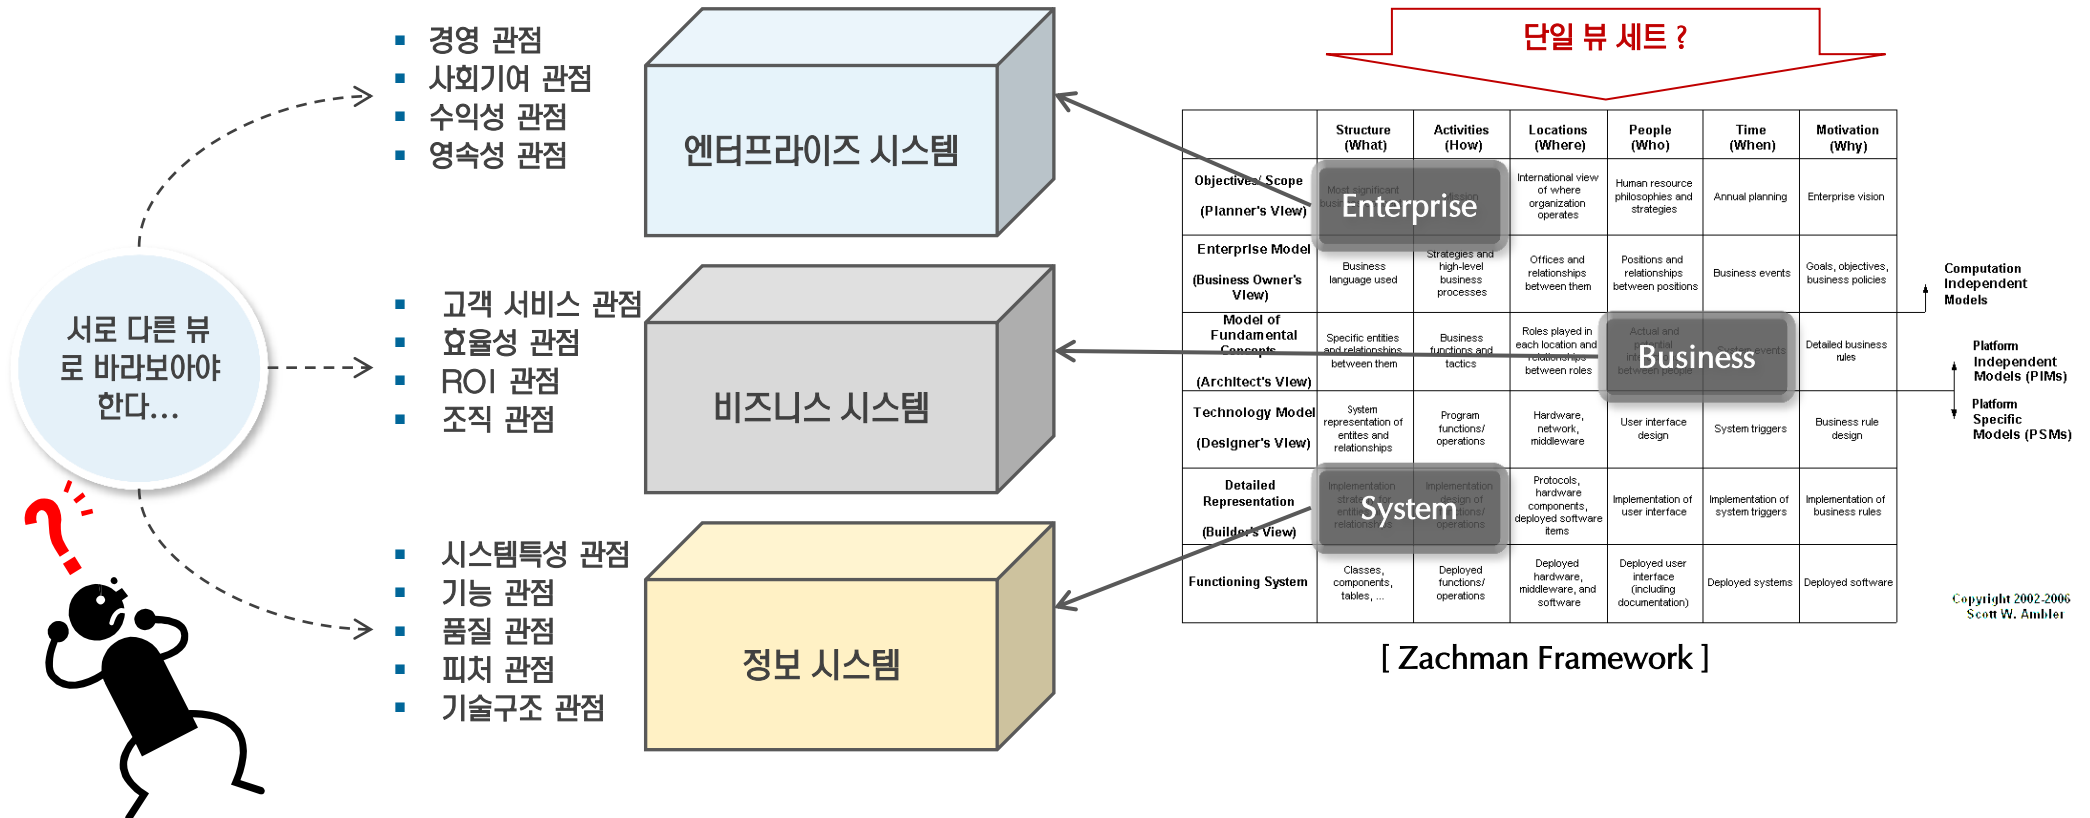 경영 관점
사회기여 관점
수익성 관점
영속성 관점
엔터프라이즈 시스템
서로 다른 뷰
로 바라보아야
한다...
고객 서비스 관점
효율성 관점
ROI 관점
조직 관점
비즈니스 시스템
시스템특성 관점
기능 관점
품질 관점
피처 관점
기술구조 관점
정보 시스템
단일 뷰 세트 ?
Structure
(What)
Activities
(How)
Locations
(Where)
People
(Who)
Time
(When)
Motivation
(Why)
Objectives/ Scope
(Planner's View)
Enterprise
International view
of where
organization
operates
Human resource
philosophies and
strategies
Annual planning
Enterprise vision
Enterprise Model
(Business Owner's
View)
Business
language used
Strategies and
high-level
business
processes
Offices and
relationships
between them
Positions and
relationships
between positions
Business events
Goals, objectives,
business policies
Model of
Fundamental
Concepts
(Architect's View)
Specific entities
and relationships
between them
Business
functions and
tactics
Roles played in
each location and
relationships
between roles
Business
Detailed business
rules
Technology Model
(Designer's View)
System
representation of
entites and
relationships
Program
functions/
operations
Hardware,
network,
middleware
User interface
design
System triggers
Business rule
design
Detailed
Representation
(Builder's View)
System
Protocols,
hardware
components,
deployed software
items
Implementation of
user interface
Implementation of
system triggers
Implementation of
business rules
Functioning System
Classes,
components,
tables, ...
Deployed
functions/
operations
Deployed
hardware,
middleware, and
software
Deployed user
interface
(including
documentation)
Deployed systems
Deployed software
Computation
Independent
Models
Platform
Independent
Models (PIMs)
Platform
Specific
Models (PSMs)
Copyright 2002-2006
Scott W. Ambler
[ Zachman Framework ]